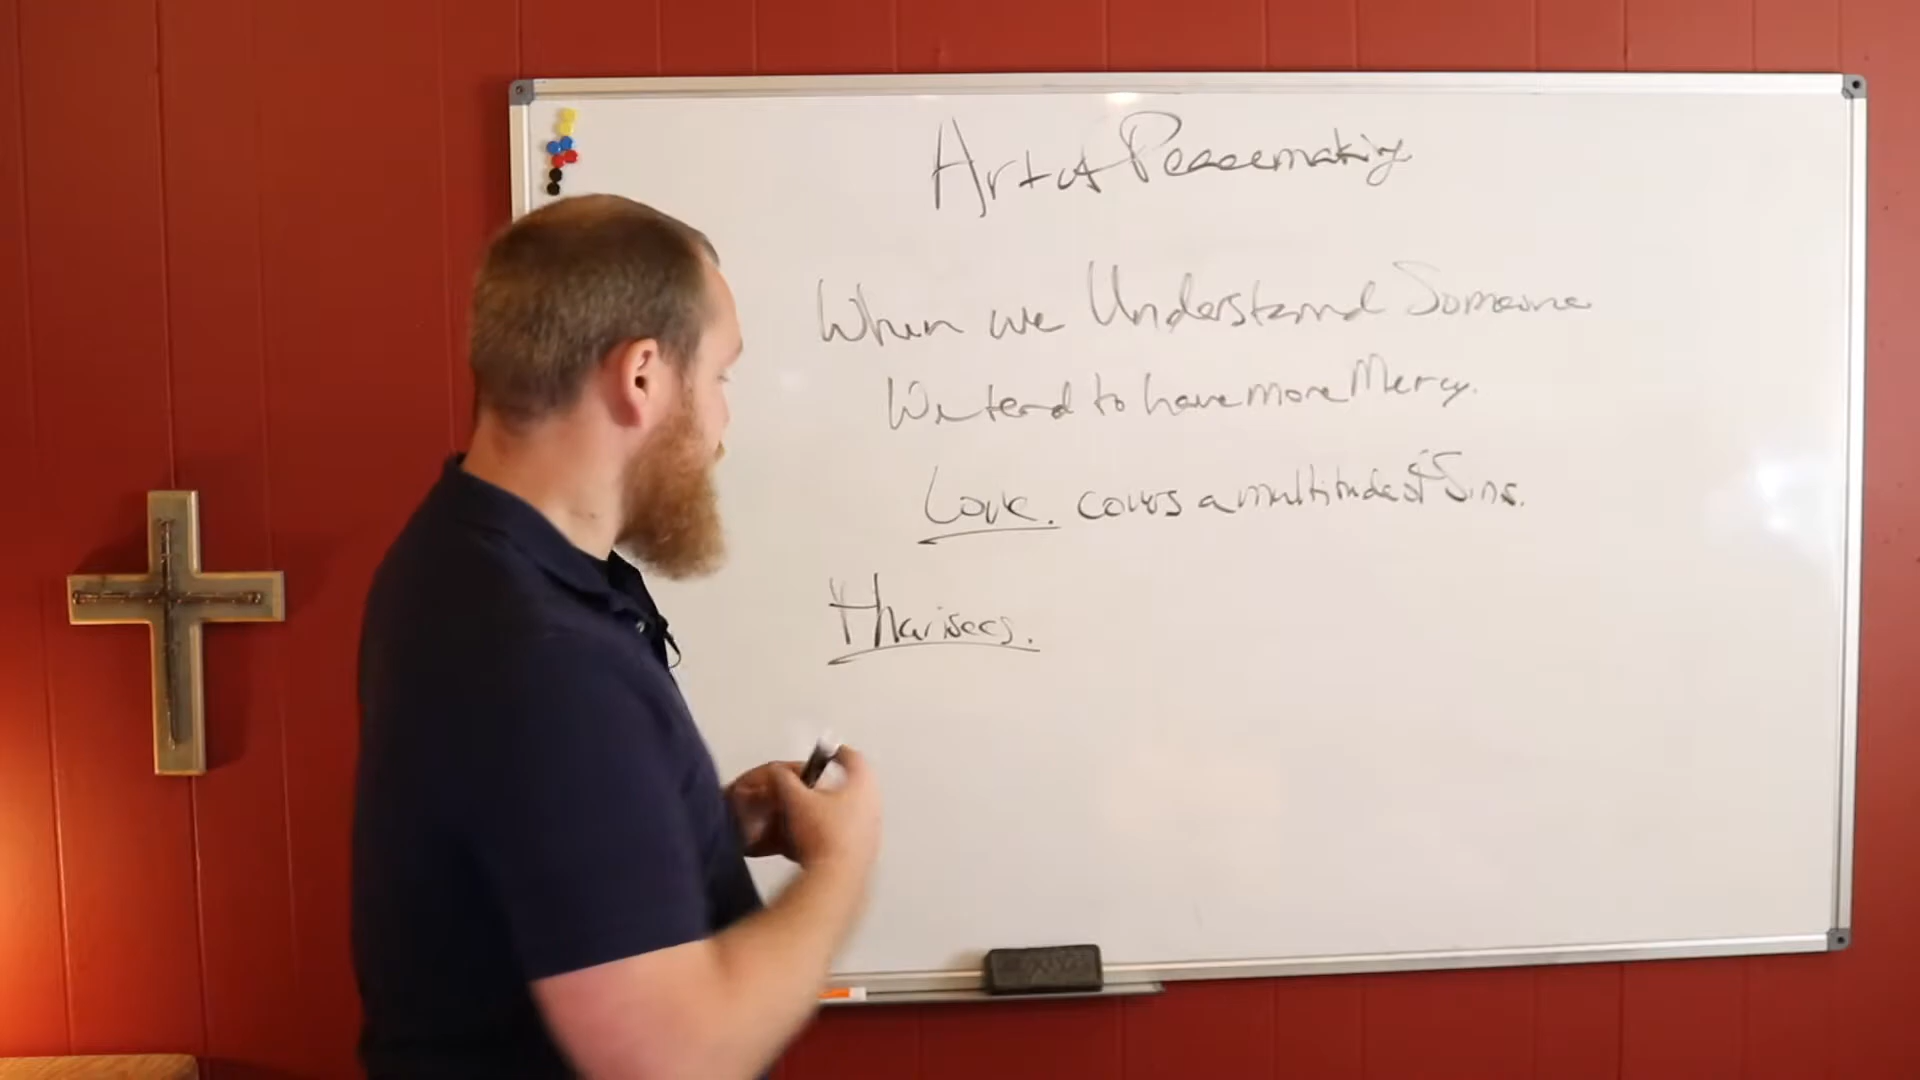 Art of Peacemaking
When we Understand Someone
We tend to have more Mercy.
Love. covers a multitude of Sins.
Pharisees.